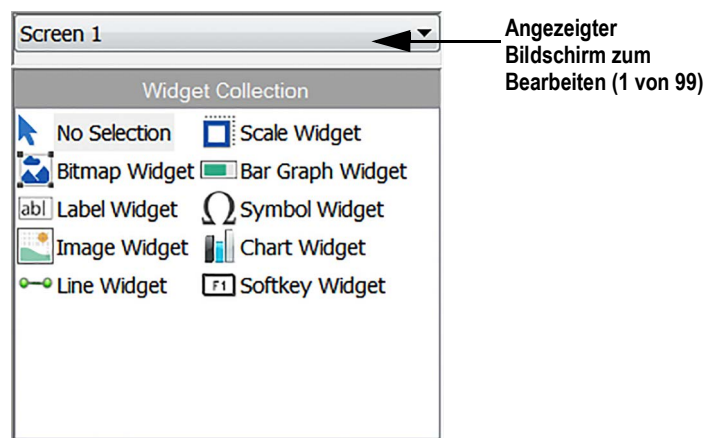 Screen 1
Angezeigter
Bildschirm zum
Bearbeiten (1 von 99)
Widget Collection
No Selection
Scale Widget
Bitmap Widget
Bar Graph Widget
abl
Label Widget
Ω
Symbol Widget
Image Widget
Chart Widget
Line Widget
F1
Softkey Widget